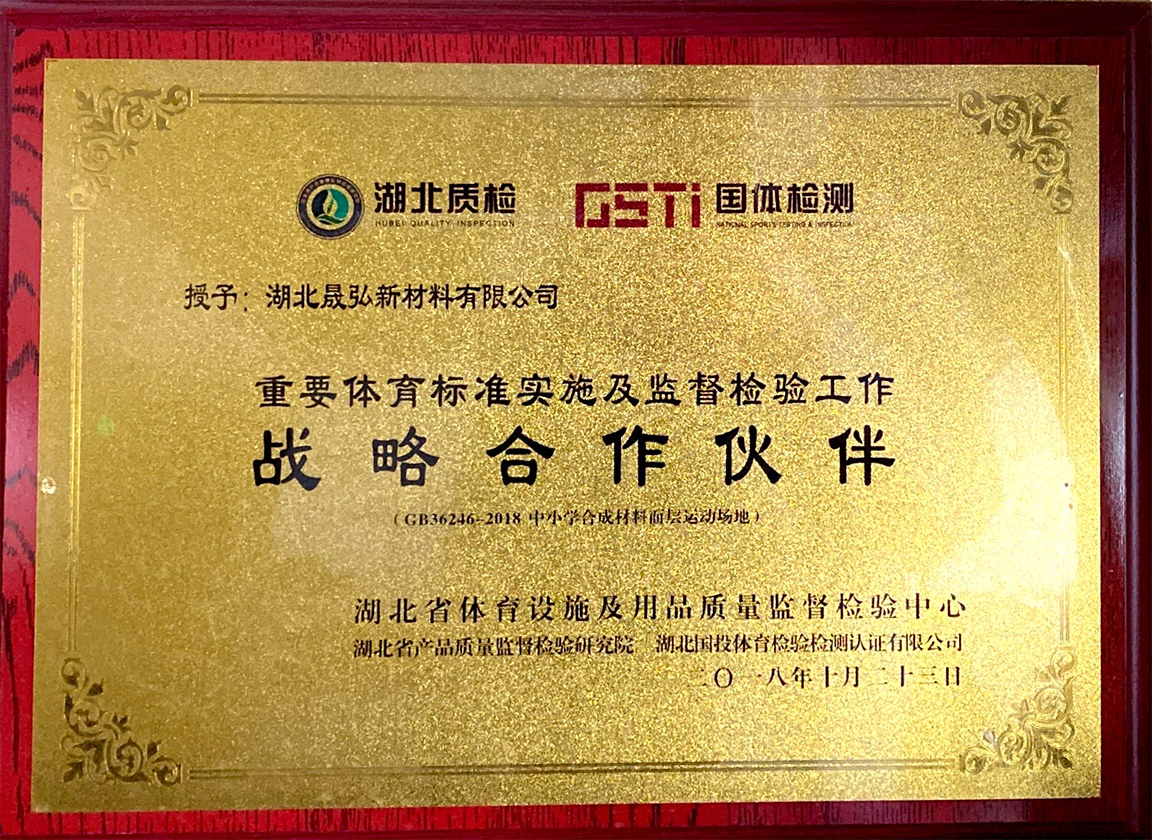 湖北质检 GSTi 国体检测
HUBEI QUALITY INSPECTION NATIONAL SPORTS TESTING & INSPECTION
授予：湖北晟弘新材料有限公司
重要体育标准实施及监督检验工作
战略合作伙伴
（GB36246-2018 中小学合成材料面层运动场地）
湖北省体育设施及用品质量监督检验中心
湖北省产品质量监督检验研究院 湖北国投体育检验检测认证有限公司
二〇一八年十月二十三日